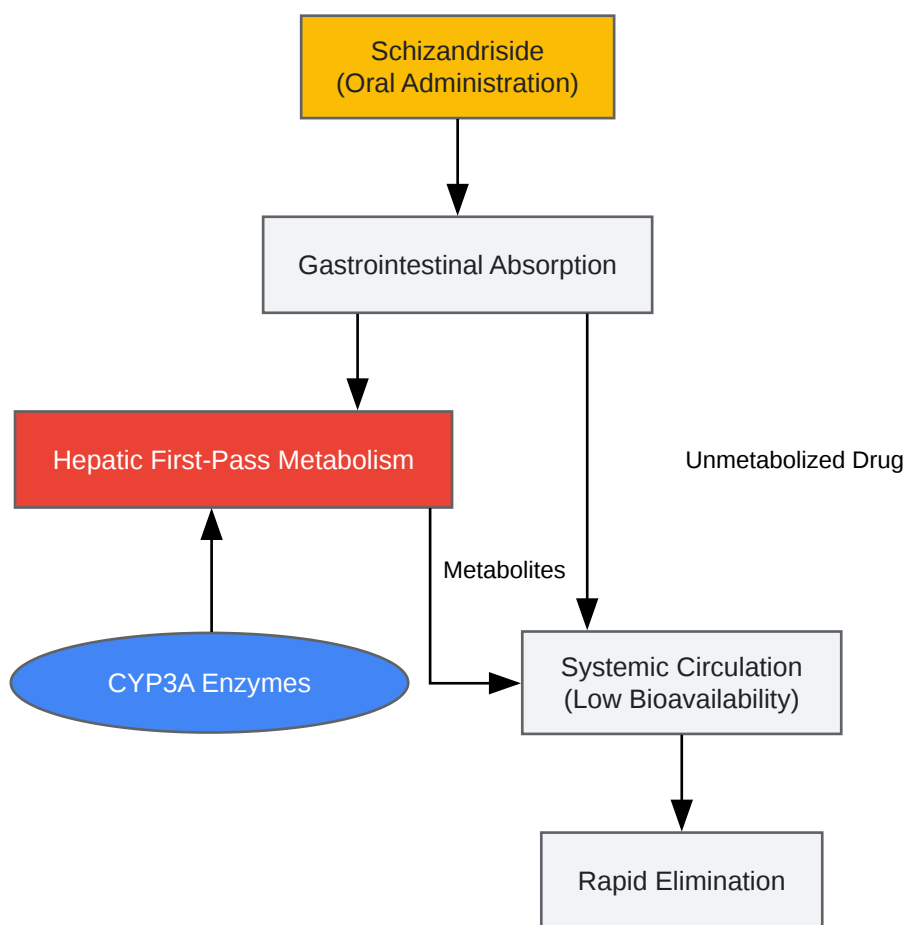 Schizandriside
(Oral Administration)
Gastrointestinal Absorption
Hepatic First-Pass Metabolism
Unmetabolized Drug
Metabolites
CYP3A Enzymes
Systemic Circulation
(Low Bioavailability)
Rapid Elimination